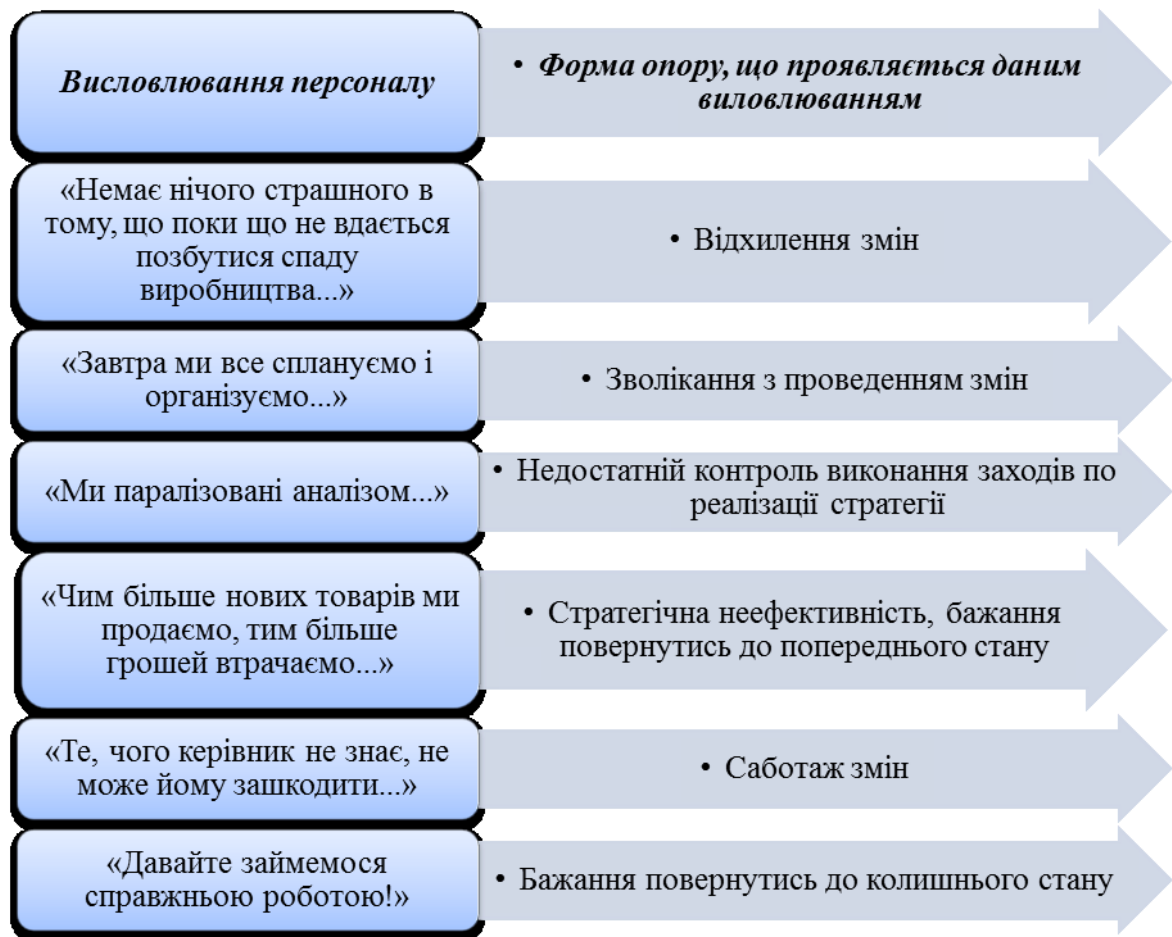 Висловлювання персоналу
• Форма опору, що проявляється даним
виловлюванням
«Немає нічого страшного в
тому, що поки що не вдається
позбутися спаду
виробництва...»
• Відхилення змін
«Завтра ми все сплануємо і
організуємо...»
• Зволікання з проведенням змін
«Ми паралізовані аналізом...»
• Недостатній контроль виконання заходів по
реалізації стратегії
«Чим більше нових товарів ми
продаємо, тим більше
грошей втрачаємо...»
• Стратегічна неефективність, бажання
повернутись до попереднього стану
«Те, чого керівник не знає, не
може йому зашкодити...»
• Саботаж змін
«Давайте займемося
справжньою роботою!»
• Бажання повернутись до колишнього стану